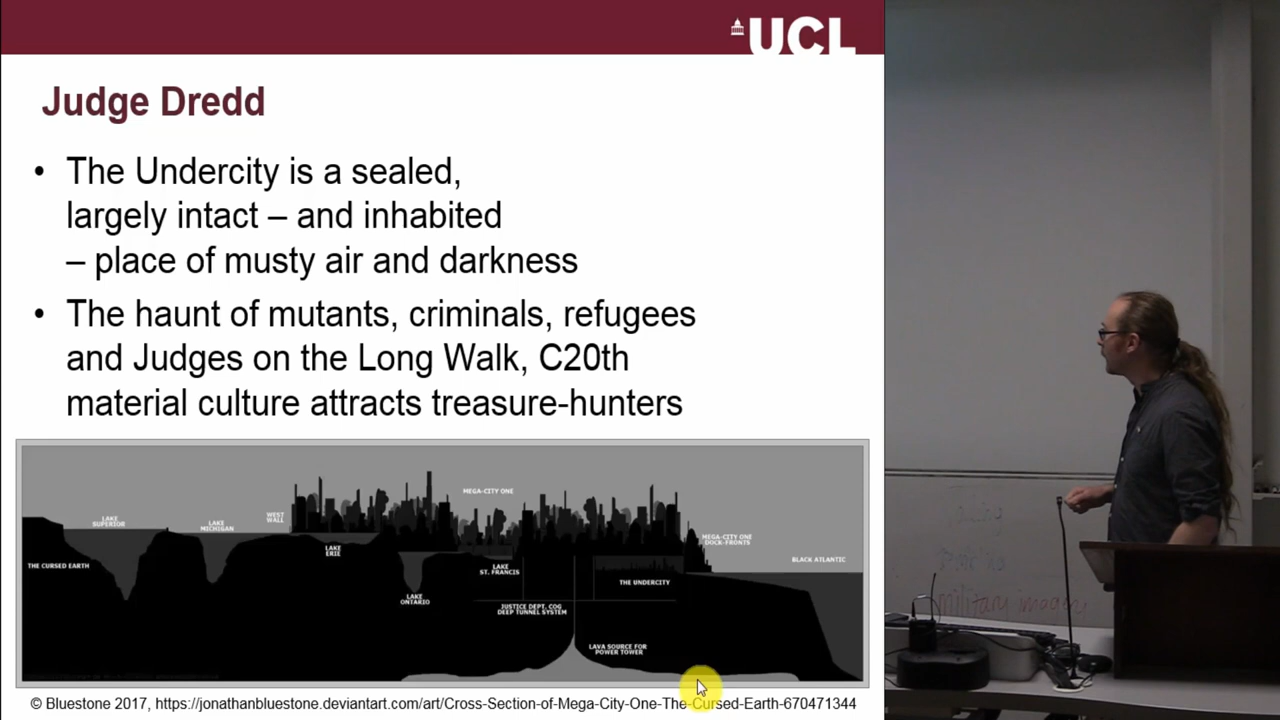 UCL
Judge Dredd
• The Undercity is a sealed,
largely intact – and inhabited
– place of musty air and darkness
• The haunt of mutants, criminals, refugees
and Judges on the Long Walk, C20th
material culture attracts treasure-hunters
MEGA-CITY ONE
LAKE
SUPERIOR
LAKE
MICHIGAN
WEST
WALL
LAKE
ERIE
MEGA-CITY ONE
DOCK-FRONTS
BLACK ATLANTIC
THE CURSED EARTH
LAKE
ST. FRANCIS
THE UNDERCITY
LAKE
ONTARIO
JUSTICE DEPT. COG
DEEP TUNNEL SYSTEM
LAVA SOURCE FOR
POWER TOWER
© Bluestone 2017, https://jonathanbluestone.deviantart.com/art/Cross-Section-of-Mega-City-One-The-Cursed-Earth-670471344
military imagery